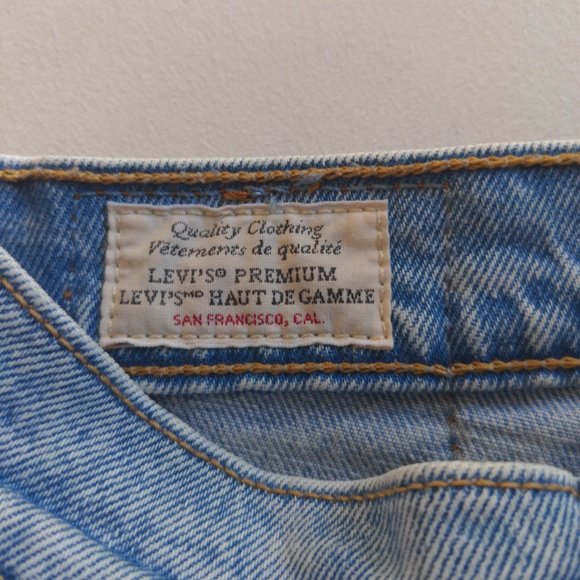 Quality Clothing
Vêtements de qualité
LEVI'S® PREMIUM
LEVI'SMD HAUT DE GAMME
SAN FRANCISCO, CAL.